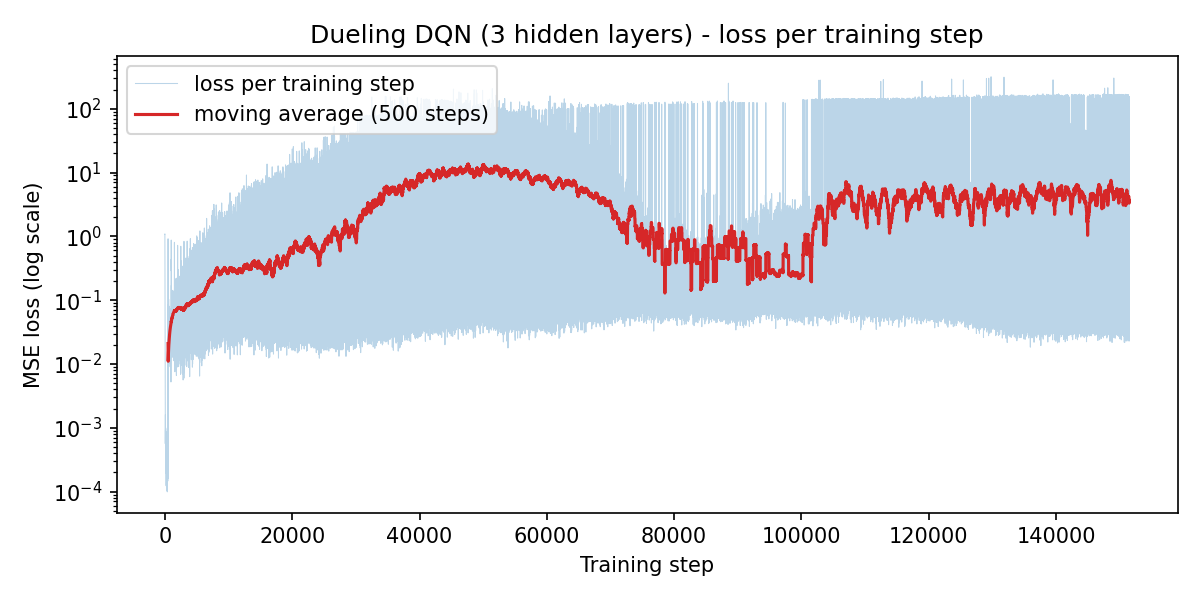 Dueling DQN (3 hidden layers) - loss per training step
loss per training step
moving average (500 steps)
MSE loss (log scale)
10²
10¹
10⁰
10⁻¹
10⁻²
10⁻³
10⁻⁴
0 20000 40000 60000 80000 100000 120000 140000
Training step